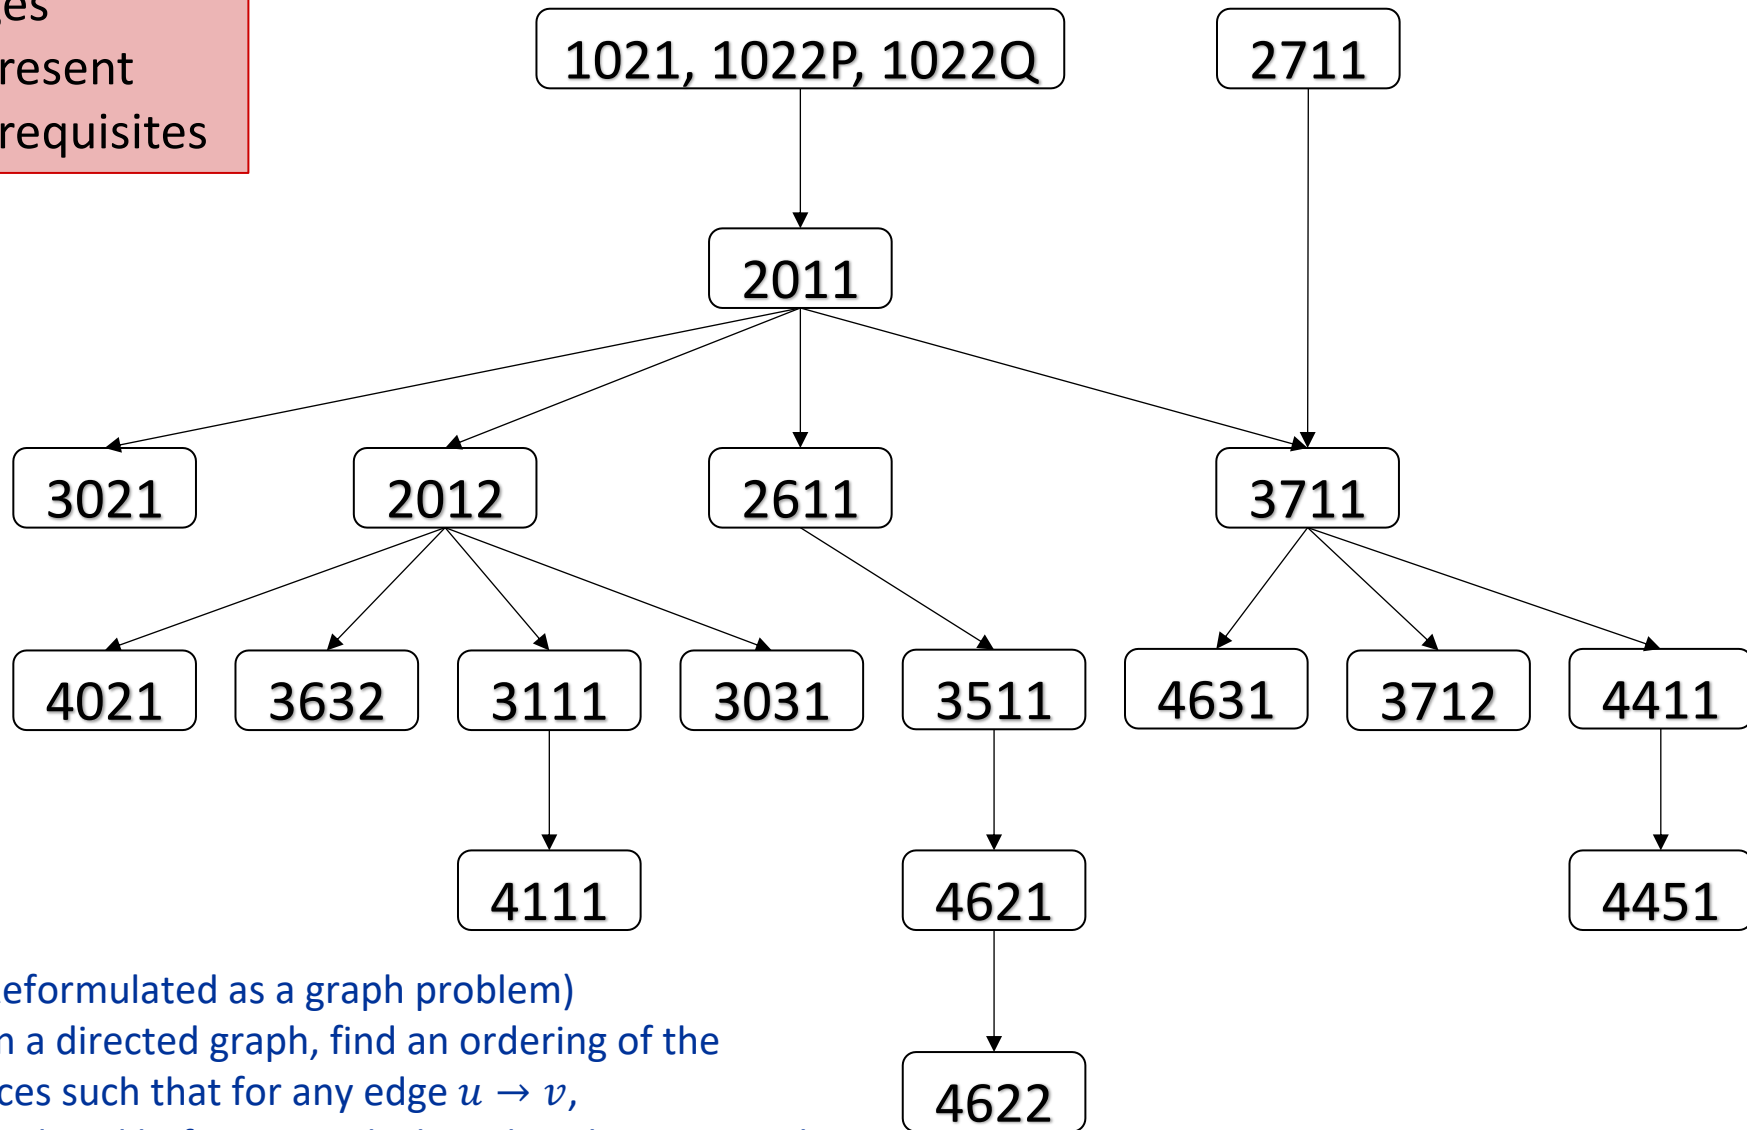 ges
resent
requisites
1021, 1022P, 1022Q
2711
2011
3021
2012
2611
3711
4021
3632
3111
3031
3511
4631
3712
4411
4111
4621
4451
eformulated as a graph problem)
n a directed graph, find an ordering of the
ces such that for any edge u → v,
4622